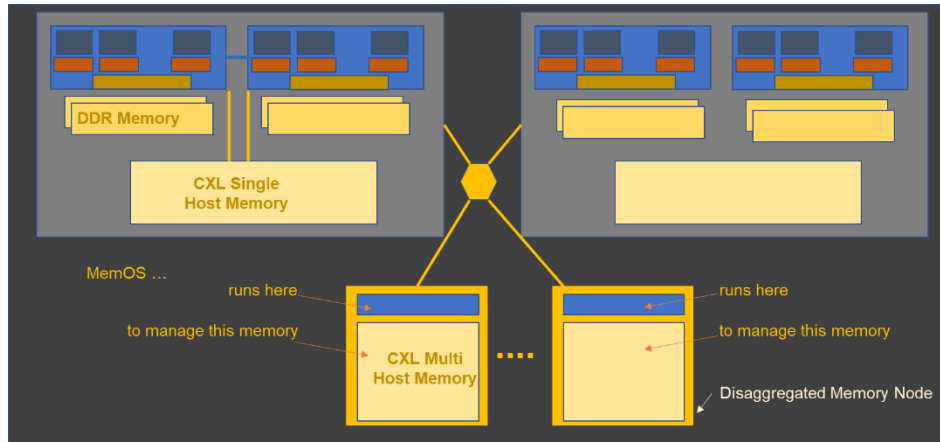 DDR Memory
CXL Single
Host Memory
MemOS ...
runs here
runs here
to manage this memory
to manage this memory
CXL Multi
Host Memory
Disaggregated Memory Node